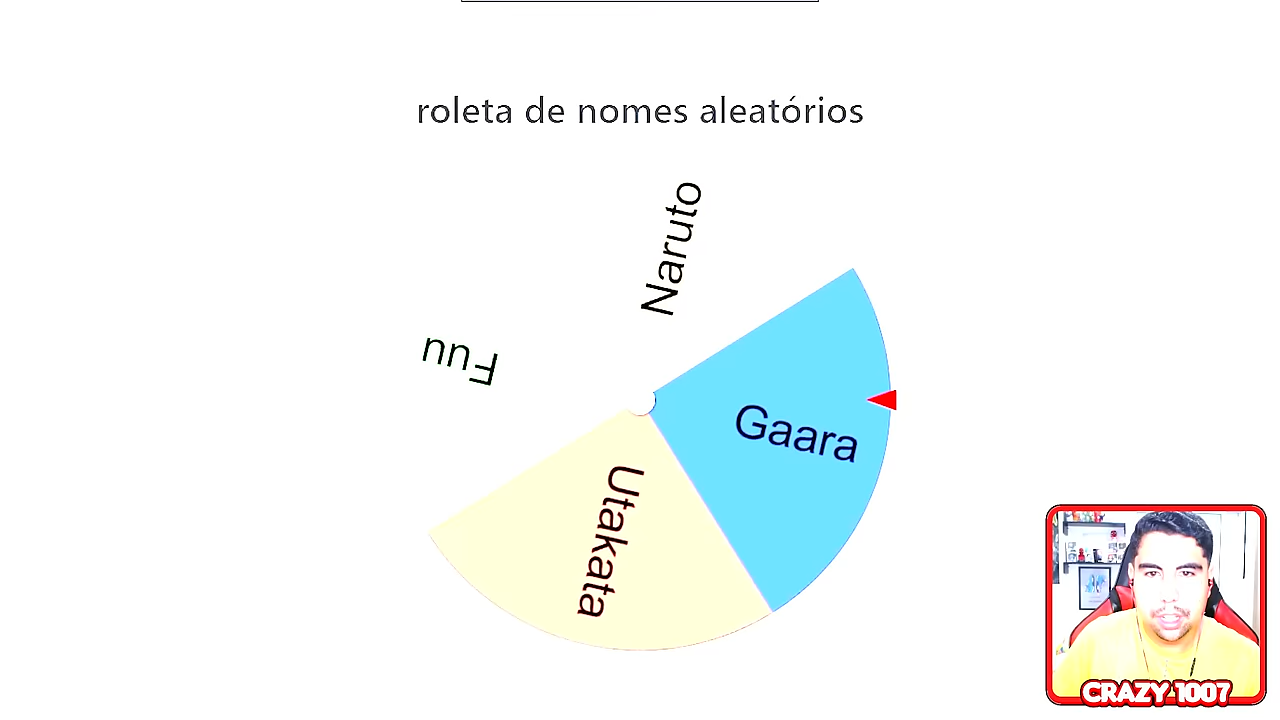 roleta de nomes aleatórios
Naruto
Fuu
Gaara
Utakata
CRAZY 1007